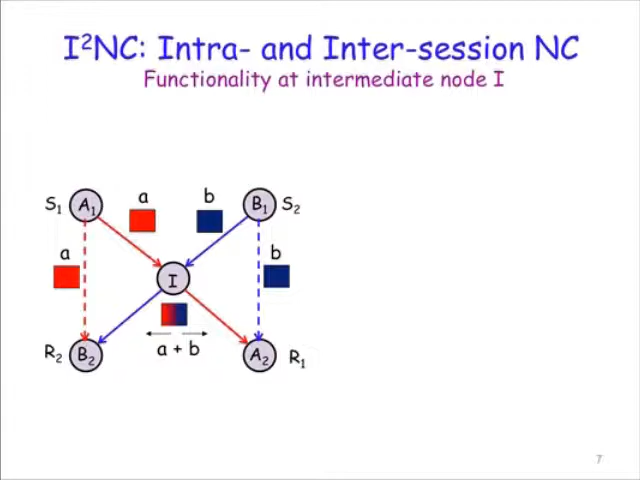 I²NC: Intra- and Inter-session NC
Functionality at intermediate node I
a b
S₁ A₁ B₁ S₂
a b
I
a + b
R₂ B₂ A₂ R₁
7